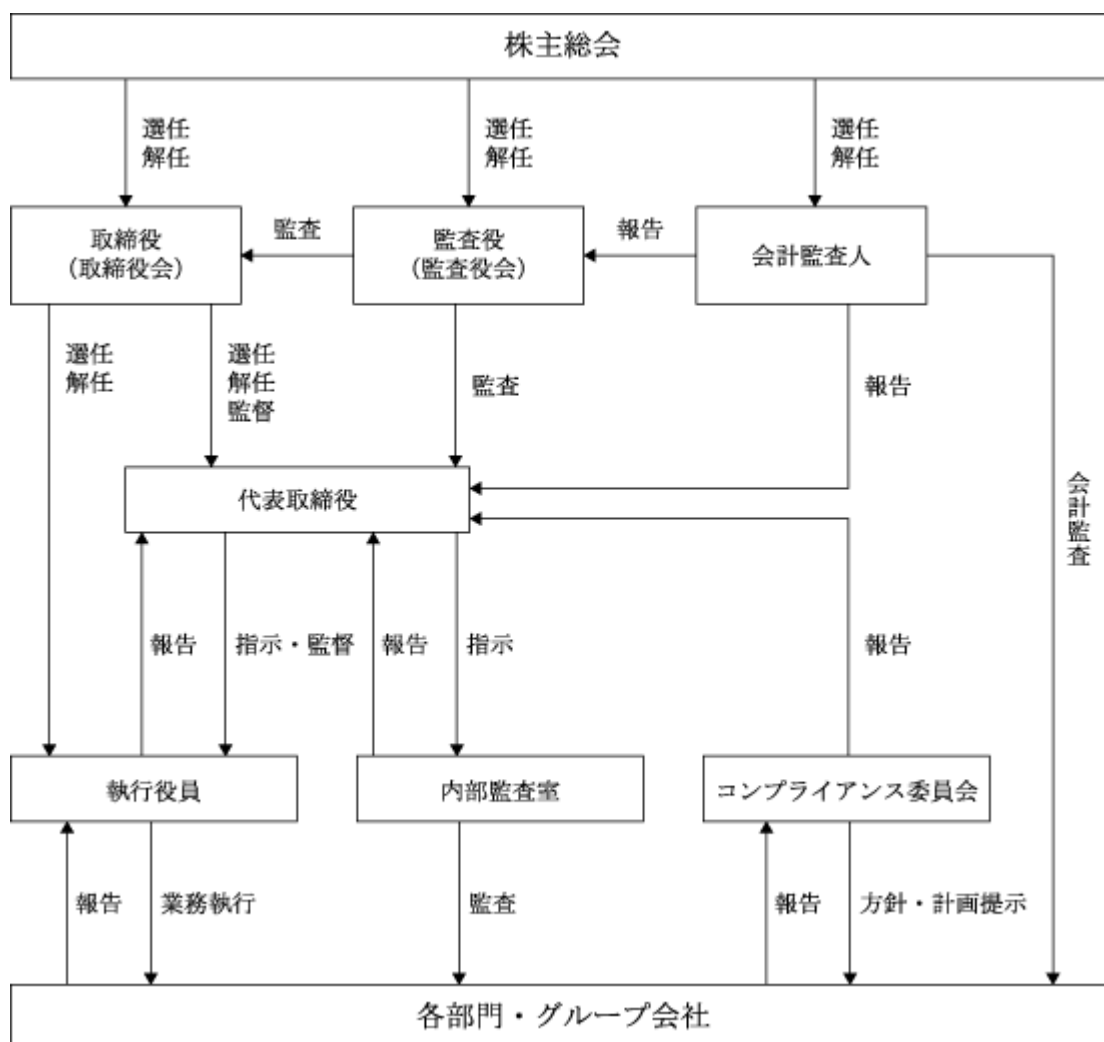 株主総会
選任
解任
選任
解任
選任
解任
取締役
（取締役会）
監査
監査役
（監査役会）
報告
会計監査人
選任
解任
選任
解任
監督
監査
報告
代表取締役
会計監査
報告
指示・監督
報告
指示
報告
執行役員
内部監査室
コンプライアンス委員会
報告
業務執行
監査
報告
方針・計画提示
各部門・グループ会社